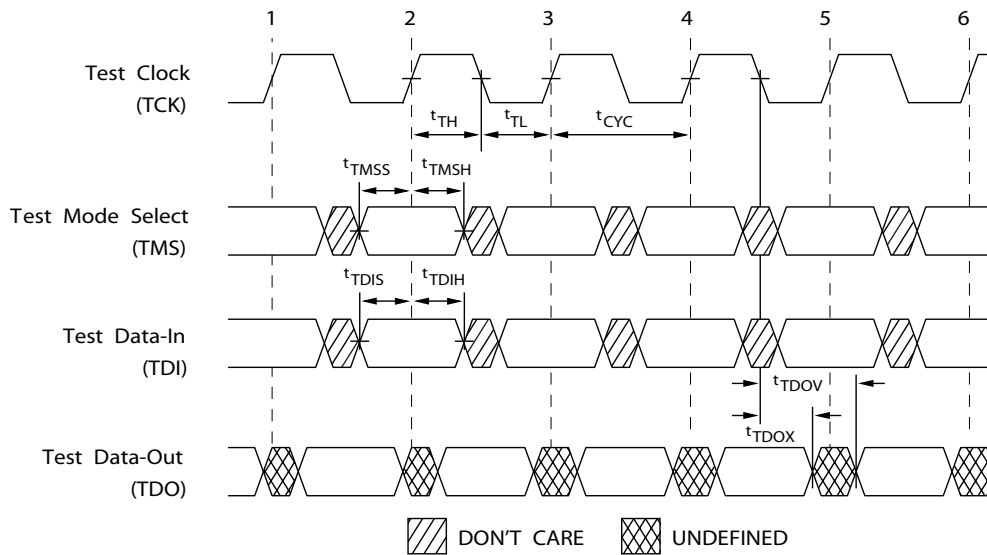 1 2 3 4 5 6
Test Clock
(TCK)
tTH tTL tCYC
tTMSS tTMSH
Test Mode Select
(TMS)
tTDIS tTDIH
Test Data-In
(TDI)
tTDOV
tTDOX
Test Data-Out
(TDO)
DON'T CARE UNDEFINED